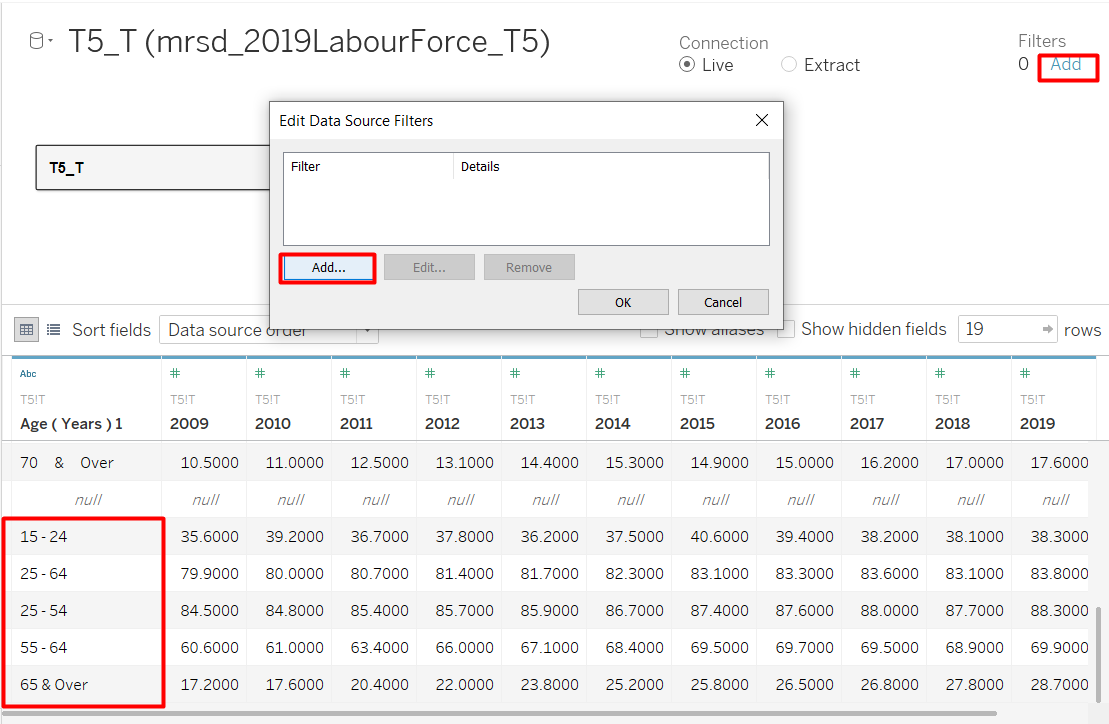 T5_T (mrsd_2019LabourForce_T5)
Connection
Live Extract
Filters
0 Add
Edit Data Source Filters
T5_T
Filter Details
Add... Edit... Remove
OK Cancel
Sort fields Data source order Show aliases Show hidden fields 19 rows
Abc # # # # # # # # # # #
T5!T T5!T T5!T T5!T T5!T T5!T T5!T T5!T T5!T T5!T T5!T T5!T
Age ( Years ) 1 2009 2010 2011 2012 2013 2014 2015 2016 2017 2018 2019
70 & Over 10.5000 11.0000 12.5000 13.1000 14.4000 15.3000 14.9000 15.0000 16.2000 17.0000 17.6000
null null null null null null null null null null null null
15 - 24 35.6000 39.2000 36.7000 37.8000 36.2000 37.5000 40.6000 39.4000 38.2000 38.1000 38.3000
25 - 64 79.9000 80.0000 80.7000 81.4000 81.7000 82.3000 83.1000 83.3000 83.6000 83.1000 83.8000
25 - 54 84.5000 84.8000 85.4000 85.7000 85.9000 86.7000 87.4000 87.6000 88.0000 87.7000 88.3000
55 - 64 60.6000 61.0000 63.4000 66.0000 67.1000 68.4000 69.5000 69.7000 69.5000 68.9000 69.9000
65 & Over 17.2000 17.6000 20.4000 22.0000 23.8000 25.2000 25.8000 26.5000 26.8000 27.8000 28.7000